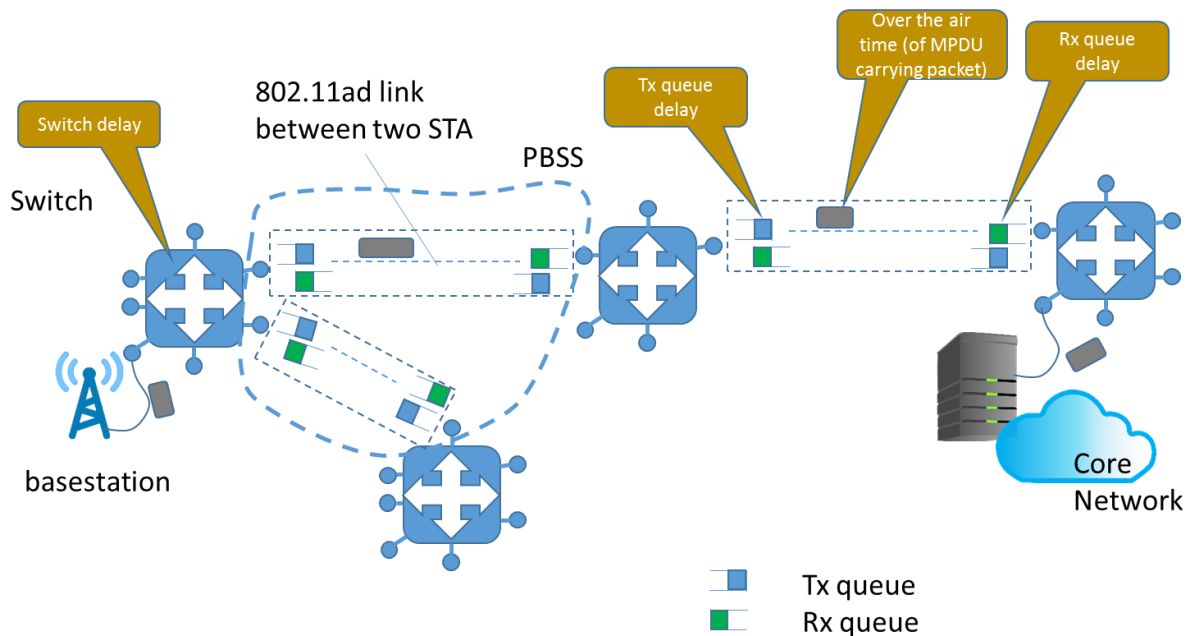 Over the air
time (of MPDU
carrying packet)
Rx queue
delay
Tx queue
delay
802.11ad link
between two STA
Switch delay
PBSS
Switch
basestation
Core
Network
Tx queue
Rx queue